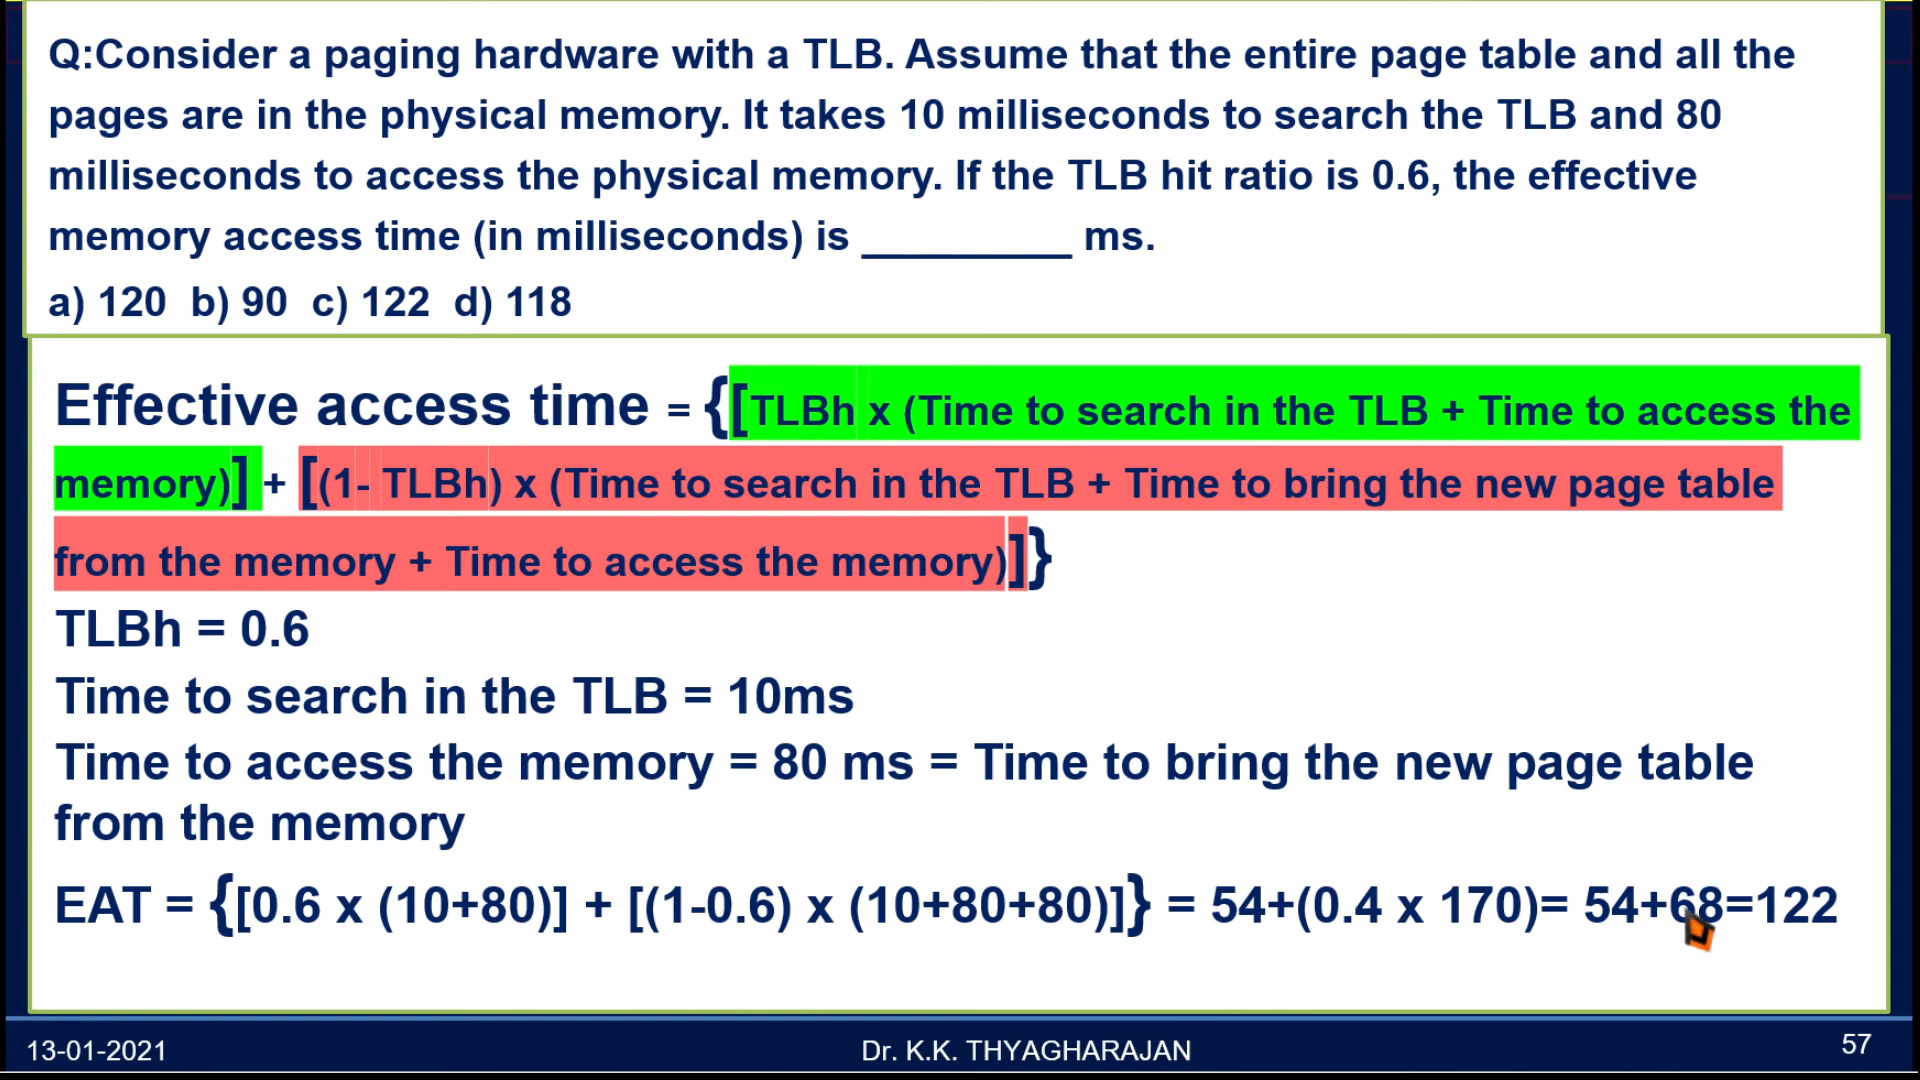 Q:Consider a paging hardware with a TLB. Assume that the entire page table and all the
pages are in the physical memory. It takes 10 milliseconds to search the TLB and 80
milliseconds to access the physical memory. If the TLB hit ratio is 0.6, the effective
memory access time (in milliseconds) is _________ ms.
a) 120 b) 90 c) 122 d) 118
Effective access time = {[TLBh x (Time to search in the TLB + Time to access the
memory)] + [(1- TLBh) x (Time to search in the TLB + Time to bring the new page table
from the memory + Time to access the memory)]}
TLBh = 0.6
Time to search in the TLB = 10ms
Time to access the memory = 80 ms = Time to bring the new page table
from the memory
EAT = {[0.6 x (10+80)] + [(1-0.6) x (10+80+80)]} = 54+(0.4 x 170)= 54+68=122
13-01-2021
Dr. K.K. THYAGHARAJAN
57